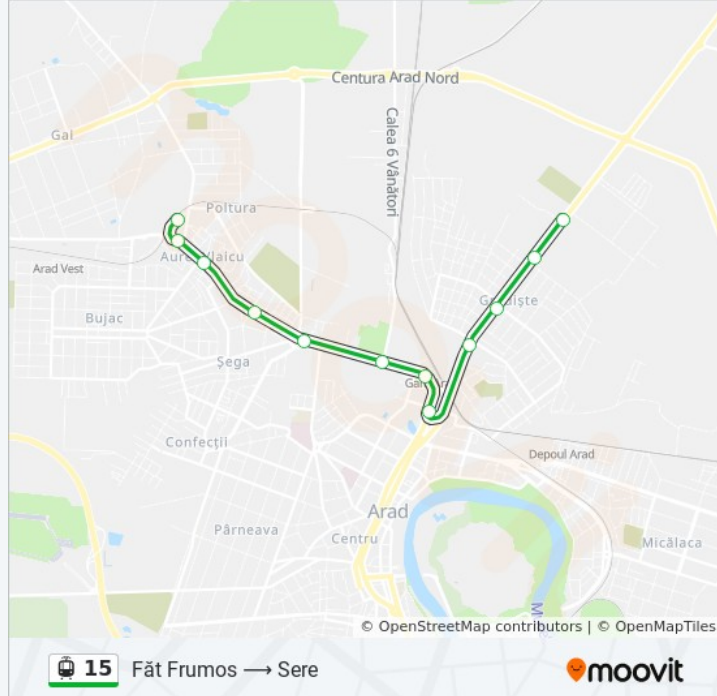 Centura Arad Nord
Calea 6 Vânători
Gai
Poltura
Arad Vest
Bujac
Șega
Confecții
Depoul Arad
Arad
Pârneava
Centru
Micălaca
© OpenStreetMap contributors | © OpenMapTiles
15 Făt Frumos ⟶ Sere
moovit